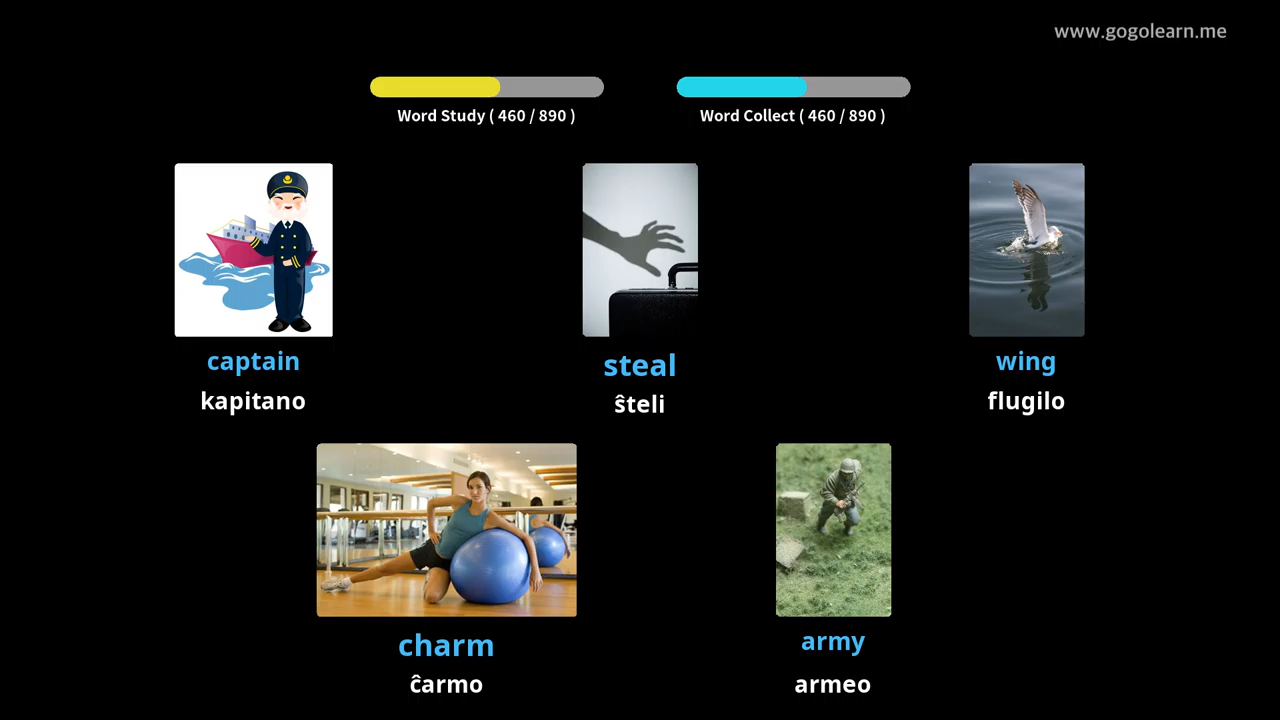 www.gogolearn.me
Word Study ( 460 / 890 )
Word Collect ( 460 / 890 )
captain
kapitano
steal
ŝteli
wing
flugilo
charm
ĉarmo
army
armeo